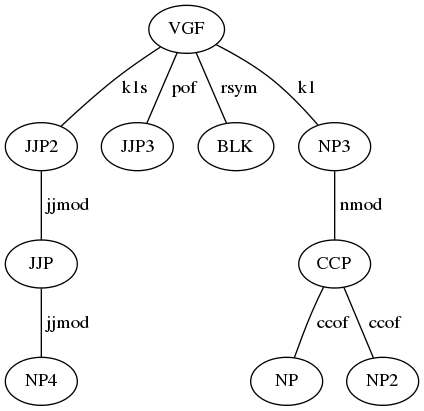 VGF
k1s pof rsym k1
JJP2 JJP3 BLK NP3
jjmod nmod
JJP CCP
jjmod ccof ccof
NP4 NP NP2